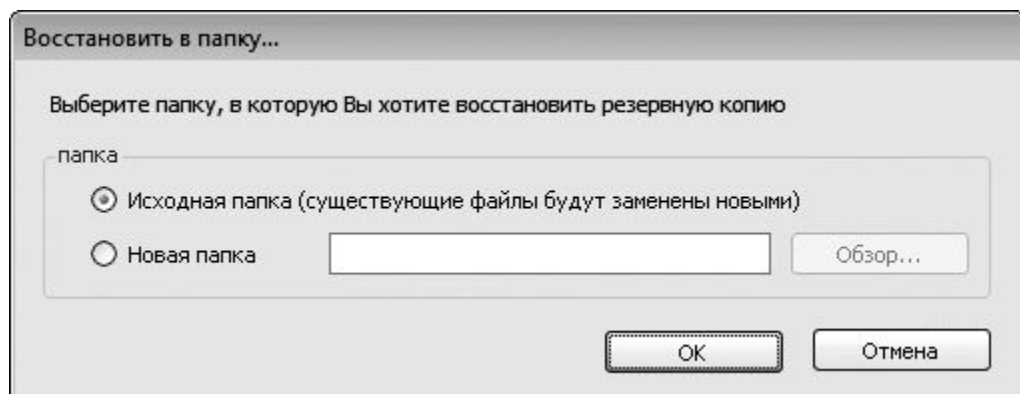 Восстановить в папку...
Выберите папку, в которую Вы хотите восстановить резервную копию
папка
Исходная папка (существующие файлы будут заменены новыми)
Новая папка Обзор...
ОК Отмена